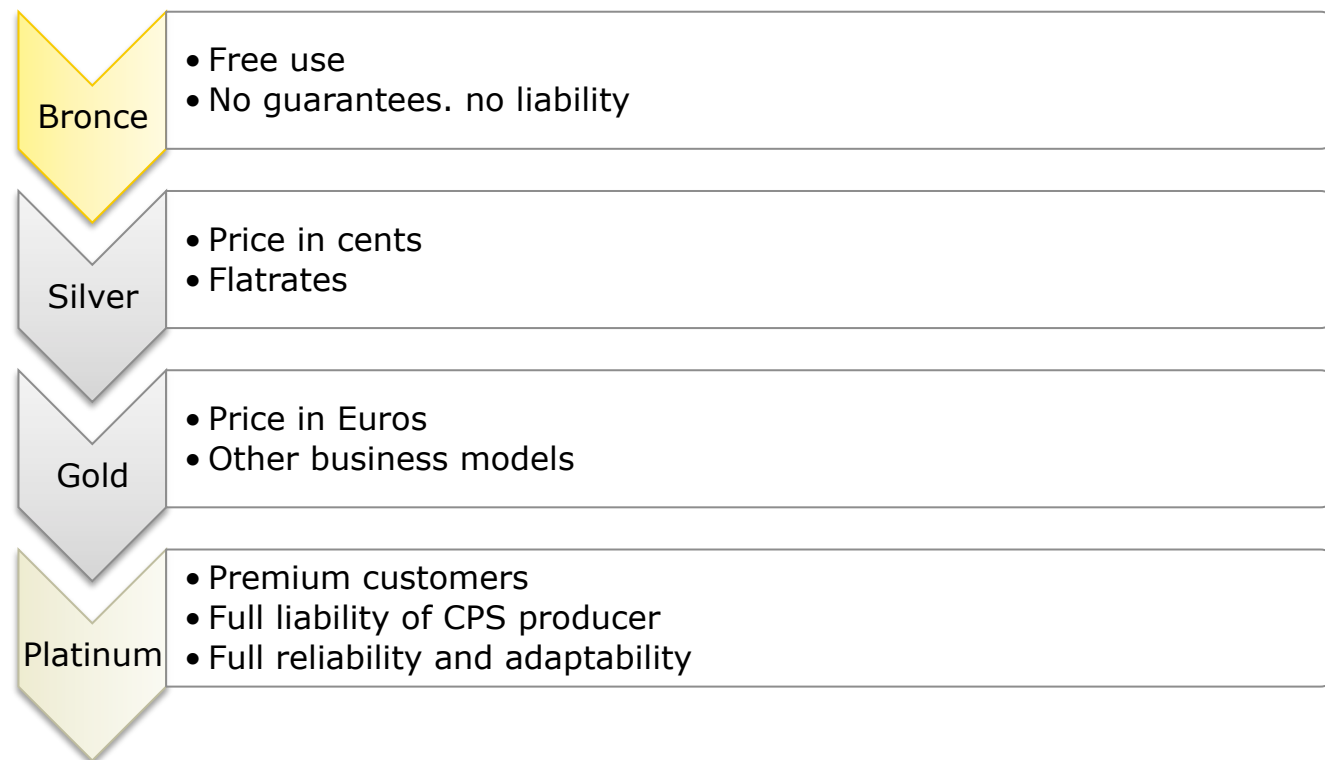 Bronce
• Free use
• No guarantees. no liability
Silver
• Price in cents
• Flatrates
Gold
• Price in Euros
• Other business models
Platinum
• Premium customers
• Full liability of CPS producer
• Full reliability and adaptability